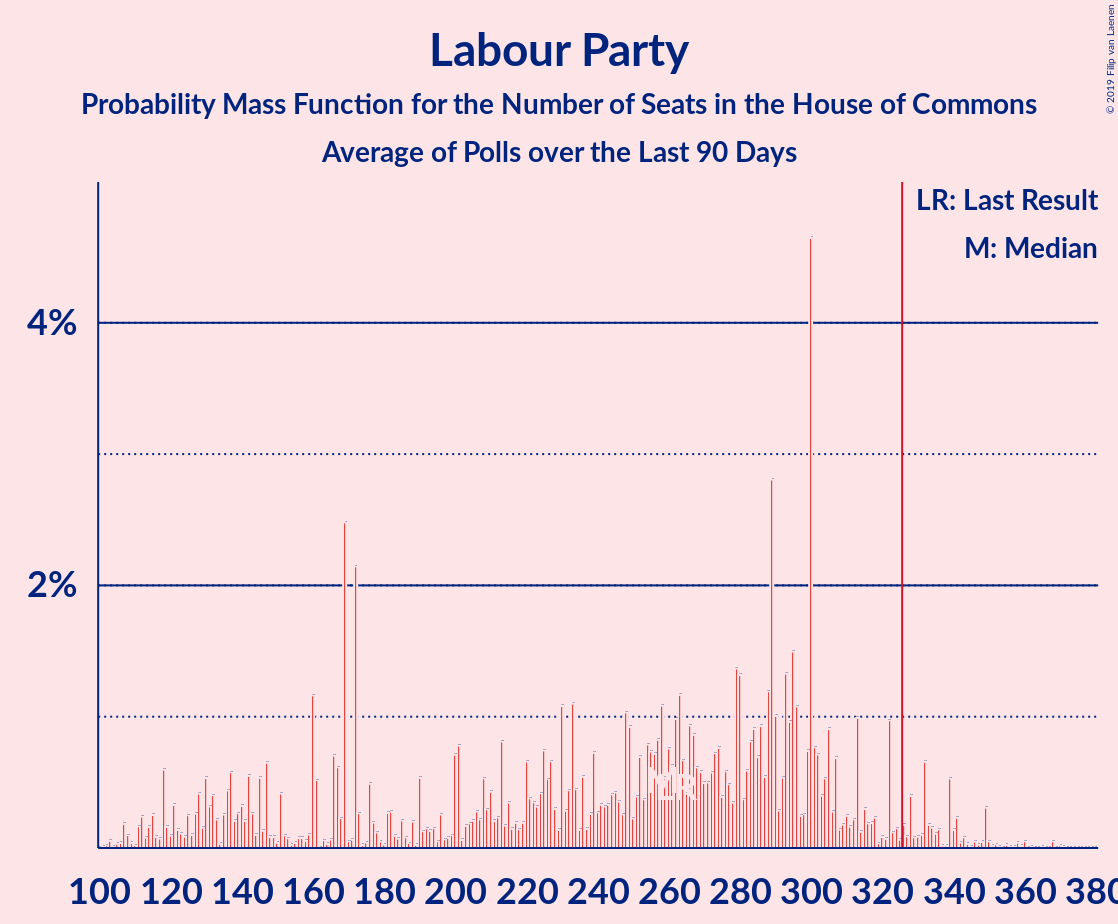 Labour Party
Probability Mass Function for the Number of Seats in the House of Commons
Average of Polls over the Last 90 Days
© 2019 Filip van Laenen
LR: Last Result
M: Median
4%
2%
100 120 140 160 180 200 220 240 260 280 300 320 340 360 380